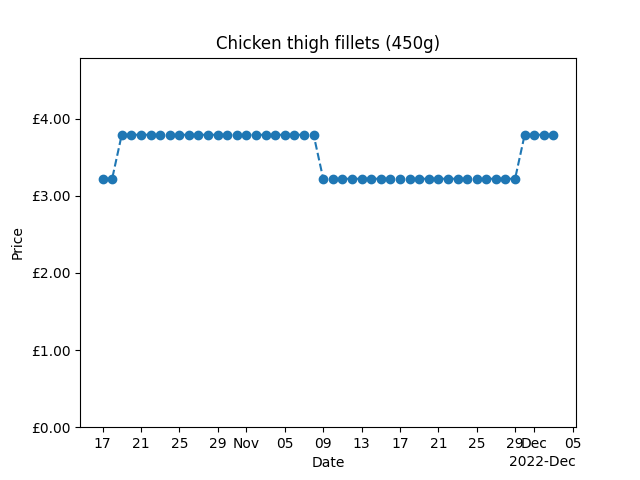 Chicken thigh fillets (450g)
£4.00
£3.00
£2.00
£1.00
£0.00
Price
17 21 25 29 Nov 05 09 13 17 21 25 29 Dec 05
Date
2022-Dec